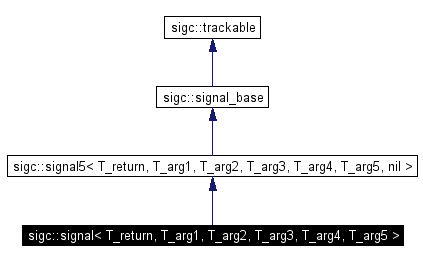 sigc::trackable
sigc::signal_base
sigc::signal5< T_return, T_arg1, T_arg2, T_arg3, T_arg4, T_arg5, nil >
sigc::signal< T_return, T_arg1, T_arg2, T_arg3, T_arg4, T_arg5 >